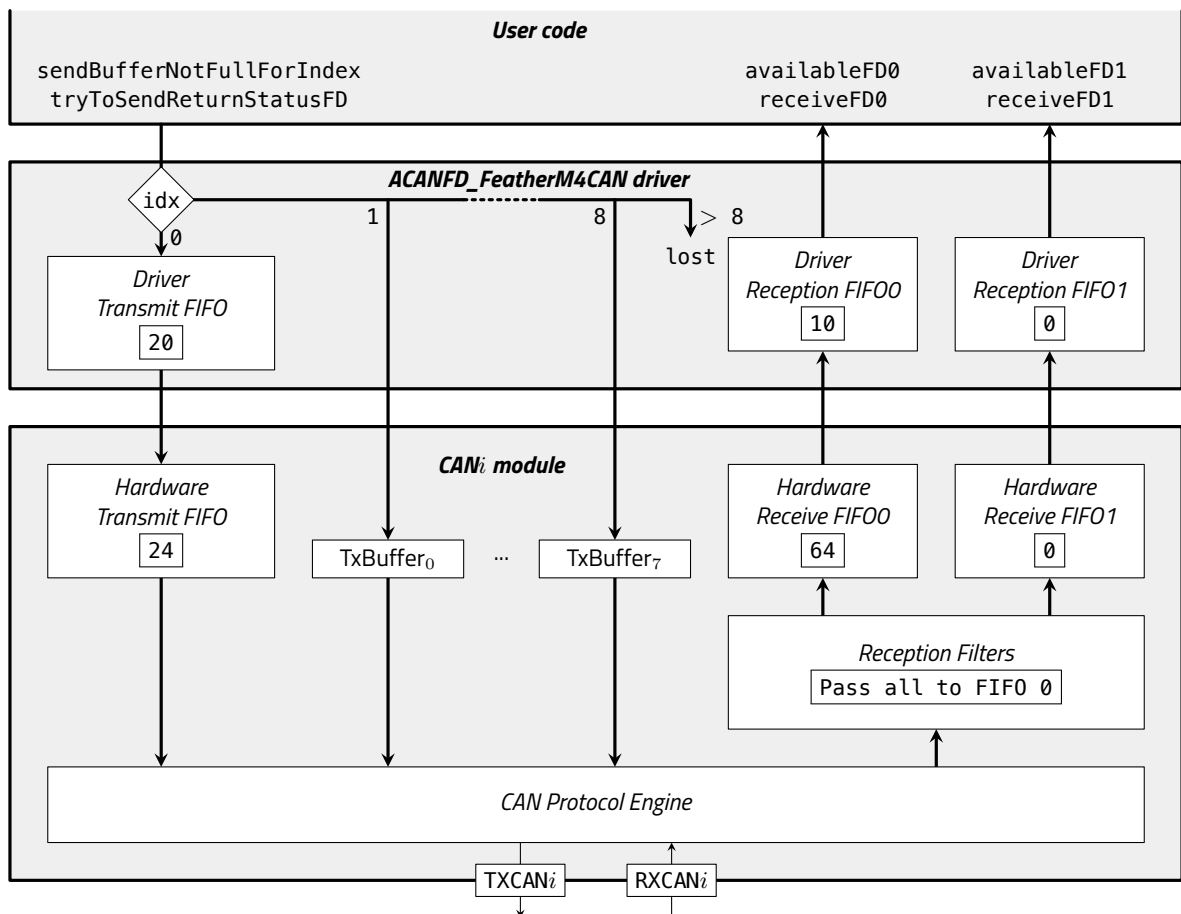 User code
sendBufferNotFullForIndex
tryToSendReturnStatusFD
availableFD0
receiveFD0
availableFD1
receiveFD1
ACANFD_FeatherM4CAN driver
idx
0
1
8
> 8
lost
Driver
Transmit FIFO
20
Driver
Reception FIFO0
10
Driver
Reception FIFO1
0
CANi module
Hardware
Transmit FIFO
24
TxBuffer₀
...
TxBuffer₇
Hardware
Receive FIFO0
64
Hardware
Receive FIFO1
0
Reception Filters
Pass all to FIFO 0
CAN Protocol Engine
TXCANi
RXCANi